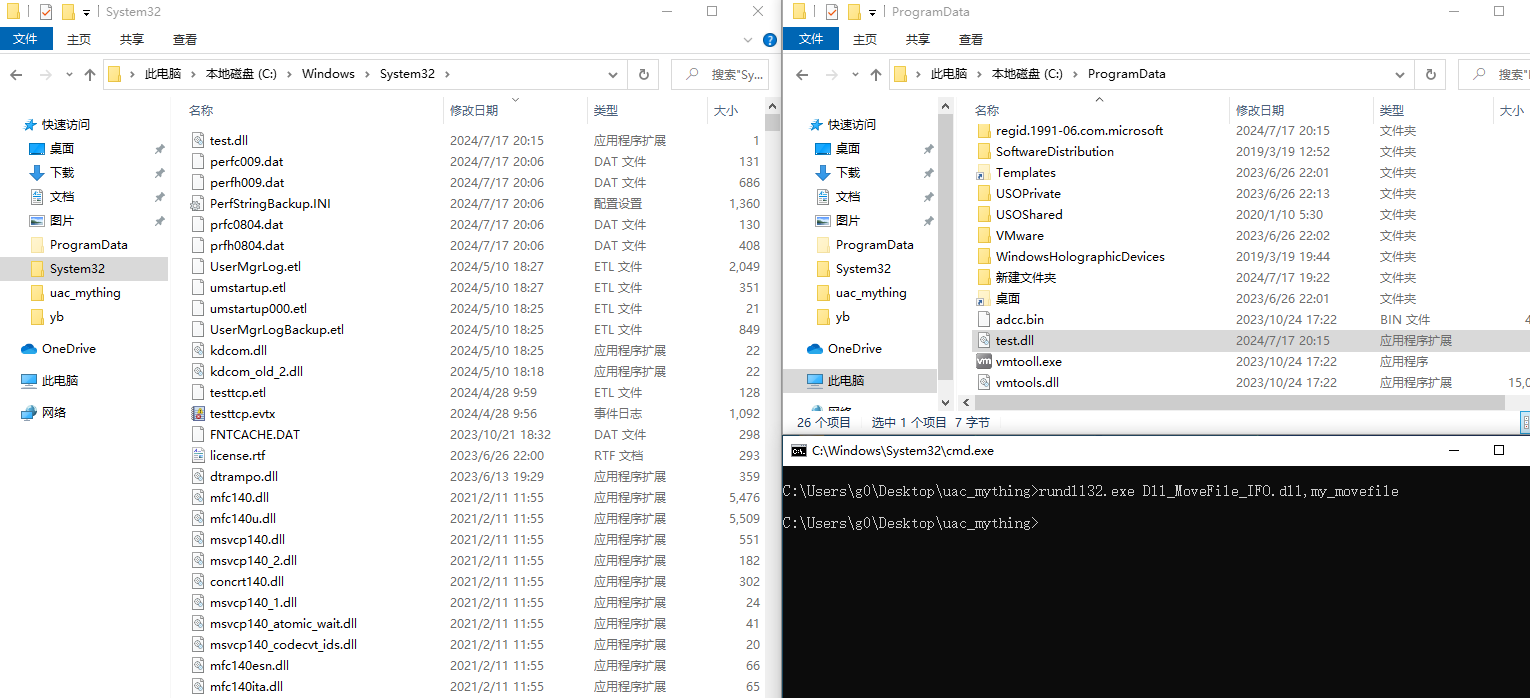 System32
文件 主页 共享 查看
此电脑 本地磁盘 (C:) Windows System32 搜索"Sy...
快速访问
桌面
下载
文档
图片
ProgramData
System32
uac_mything
yb
OneDrive
此电脑
网络
名称 修改日期 类型 大小
test.dll 2024/7/17 20:15 应用程序扩展 1
perfc009.dat 2024/7/17 20:06 DAT 文件 131
perfh009.dat 2024/7/17 20:06 DAT 文件 686
PerfStringBackup.INI 2024/7/17 20:06 配置设置 1,360
prfc0804.dat 2024/7/17 20:06 DAT 文件 130
prfh0804.dat 2024/7/17 20:06 DAT 文件 408
UserMgrLog.etl 2024/5/10 18:27 ETL 文件 2,049
umstartup.etl 2024/5/10 18:27 ETL 文件 351
umstartup000.etl 2024/5/10 18:25 ETL 文件 21
UserMgrLogBackup.etl 2024/5/10 18:25 ETL 文件 849
kdcom.dll 2024/5/10 18:25 应用程序扩展 22
kdcom_old_2.dll 2024/5/10 18:18 应用程序扩展 22
testtcp.etl 2024/4/28 9:59 ETL 文件 128
testtcp.evtx 2024/4/28 9:56 事件日志 1,092
FNTCACHE.DAT 2023/10/21 18:32 DAT 文件 298
license.rtf 2023/6/26 22:00 RTF 文档 293
dtrampo.dll 2023/6/13 19:29 应用程序扩展 359
mfc140.dll 2021/2/11 11:55 应用程序扩展 5,476
mfc140u.dll 2021/2/11 11:55 应用程序扩展 5,509
msvcp140.dll 2021/2/11 11:55 应用程序扩展 551
msvcp140_2.dll 2021/2/11 11:55 应用程序扩展 182
concrt140.dll 2021/2/11 11:55 应用程序扩展 302
msvcp140_1.dll 2021/2/11 11:55 应用程序扩展 24
msvcp140_atomic_wait.dll 2021/2/11 11:55 应用程序扩展 41
msvcp140_codecvt_ids.dll 2021/2/11 11:55 应用程序扩展 20
mfc140esn.dll 2021/2/11 11:55 应用程序扩展 66
mfc140ita.dll 2021/2/11 11:55 应用程序扩展 65
ProgramData
文件 主页 共享 查看
此电脑 本地磁盘 (C:) ProgramData 搜索"
快速访问
桌面
下载
文档
图片
ProgramData
System32
uac_mything
yb
OneDrive
此电脑
网络
名称 修改日期 类型 大小
regid.1991-06.com.microsoft 2024/7/17 20:15 文件夹
SoftwareDistribution 2019/3/19 12:52 文件夹
Templates 2023/6/26 22:01 文件夹
USOPrivate 2023/6/26 22:13 文件夹
USOShared 2020/1/10 5:30 文件夹
VMware 2023/6/26 22:02 文件夹
WindowsHolographicDevices 2019/3/19 19:44 文件夹
新建文件夹 2024/7/17 19:22 文件夹
桌面 2023/6/26 22:01 文件夹
adcc.bin 2023/10/24 17:22 BIN 文件 4
test.dll 2024/7/17 20:15 应用程序扩展
vmtooll.exe 2023/10/24 17:22 应用程序
vmtools.dll 2023/10/24 17:22 应用程序扩展 15,0
26 个项目 选中 1 个项目 7 字节
C:\Windows\System32\cmd.exe
C:\Users\g0\Desktop\uac_mything>rundll32.exe Dll_MoveFile_IFO.dll,my_movefile
C:\Users\g0\Desktop\uac_mything>